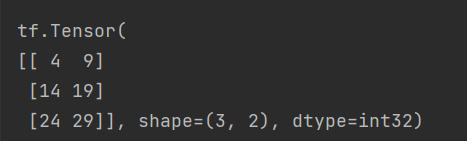 tf.Tensor(
[[ 4  9]
 [14 19]
 [24 29]], shape=(3, 2), dtype=int32)